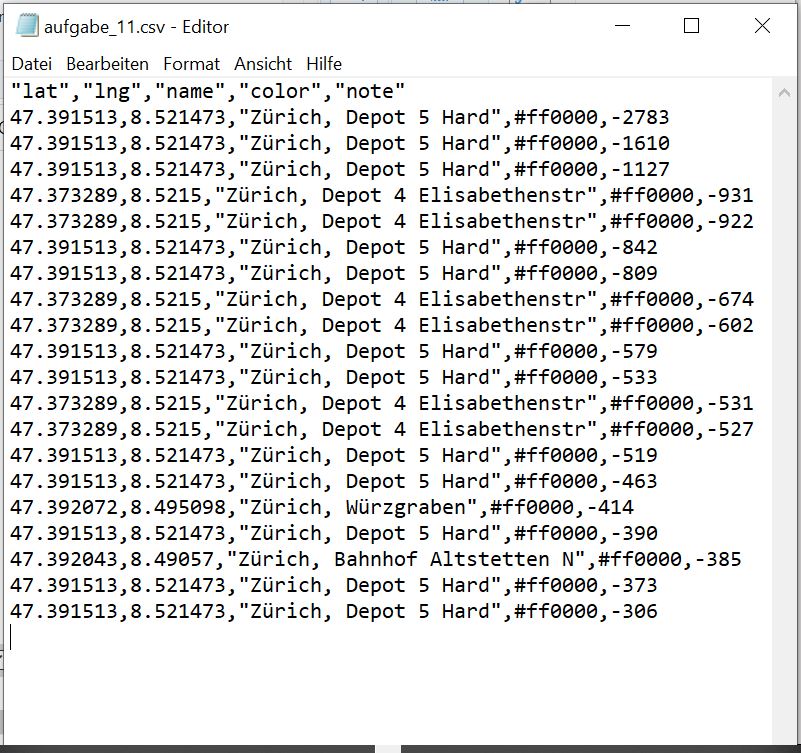 aufgabe_11.csv - Editor
Datei Bearbeiten Format Ansicht Hilfe
"lat","lng","name","color","note"
47.391513,8.521473,"Zürich, Depot 5 Hard",#ff0000,-2783
47.391513,8.521473,"Zürich, Depot 5 Hard",#ff0000,-1610
47.391513,8.521473,"Zürich, Depot 5 Hard",#ff0000,-1127
47.373289,8.5215,"Zürich, Depot 4 Elisabethenstr",#ff0000,-931
47.373289,8.5215,"Zürich, Depot 4 Elisabethenstr",#ff0000,-922
47.391513,8.521473,"Zürich, Depot 5 Hard",#ff0000,-842
47.391513,8.521473,"Zürich, Depot 5 Hard",#ff0000,-809
47.373289,8.5215,"Zürich, Depot 4 Elisabethenstr",#ff0000,-674
47.373289,8.5215,"Zürich, Depot 4 Elisabethenstr",#ff0000,-602
47.391513,8.521473,"Zürich, Depot 5 Hard",#ff0000,-579
47.391513,8.521473,"Zürich, Depot 5 Hard",#ff0000,-533
47.373289,8.5215,"Zürich, Depot 4 Elisabethenstr",#ff0000,-531
47.373289,8.5215,"Zürich, Depot 4 Elisabethenstr",#ff0000,-527
47.391513,8.521473,"Zürich, Depot 5 Hard",#ff0000,-519
47.391513,8.521473,"Zürich, Depot 5 Hard",#ff0000,-463
47.392072,8.495098,"Zürich, Würzgraben",#ff0000,-414
47.391513,8.521473,"Zürich, Depot 5 Hard",#ff0000,-390
47.392043,8.49057,"Zürich, Bahnhof Altstetten N",#ff0000,-385
47.391513,8.521473,"Zürich, Depot 5 Hard",#ff0000,-373
47.391513,8.521473,"Zürich, Depot 5 Hard",#ff0000,-306